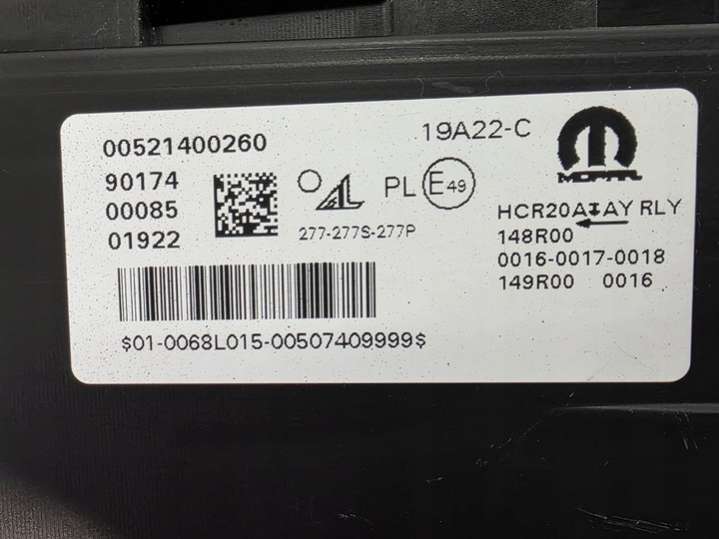 00521400260
90174
00085
01922
277-277S-277P
PL E49
19A22-C
MOPAR
HCR20A AY RLY
148R00
0016-0017-0018
149R00 0016
$01-0068L015-00507409999$